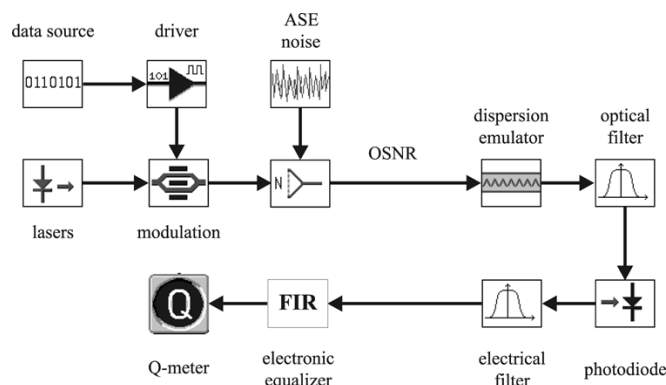 data source
driver
ASE
noise
0110101
101
dispersion
emulator
optical
filter
OSNR
N
lasers
modulation
Q
FIR
Q-meter
electronic
equalizer
electrical
filter
photodiode